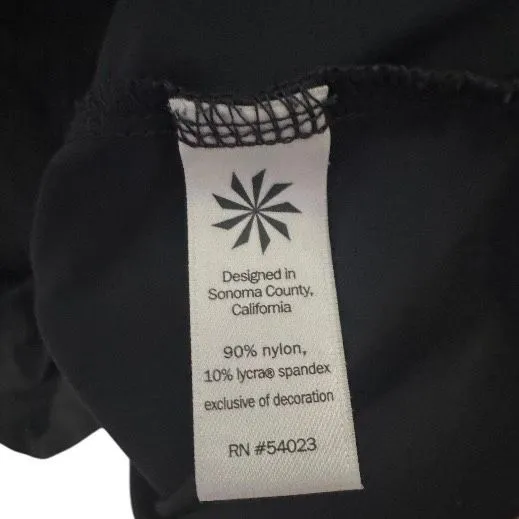 Designed in
Sonoma County,
California
90% nylon,
10% lycra® spandex
exclusive of decoration
RN #54023